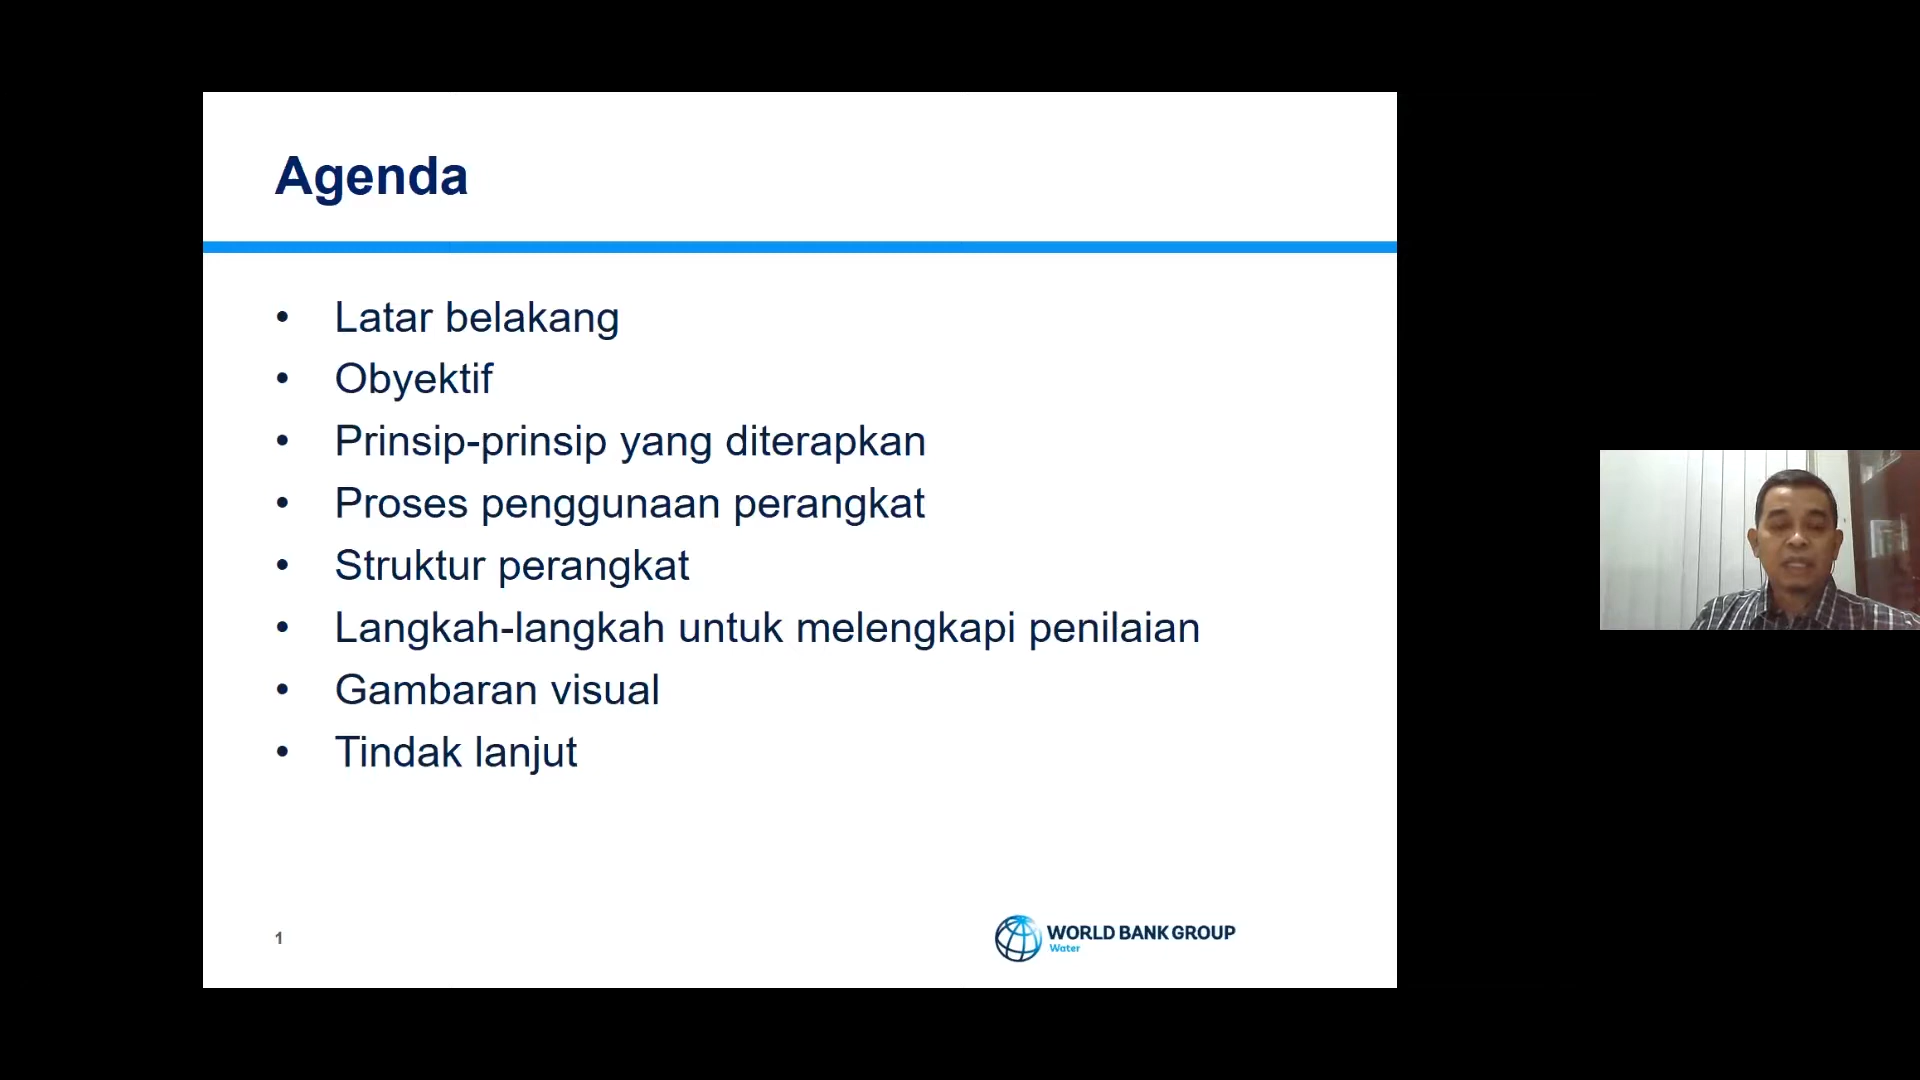 Agenda
• Latar belakang
• Obyektif
• Prinsip-prinsip yang diterapkan
• Proses penggunaan perangkat
• Struktur perangkat
• Langkah-langkah untuk melengkapi penilaian
• Gambaran visual
• Tindak lanjut
1
WORLD BANK GROUP
Water